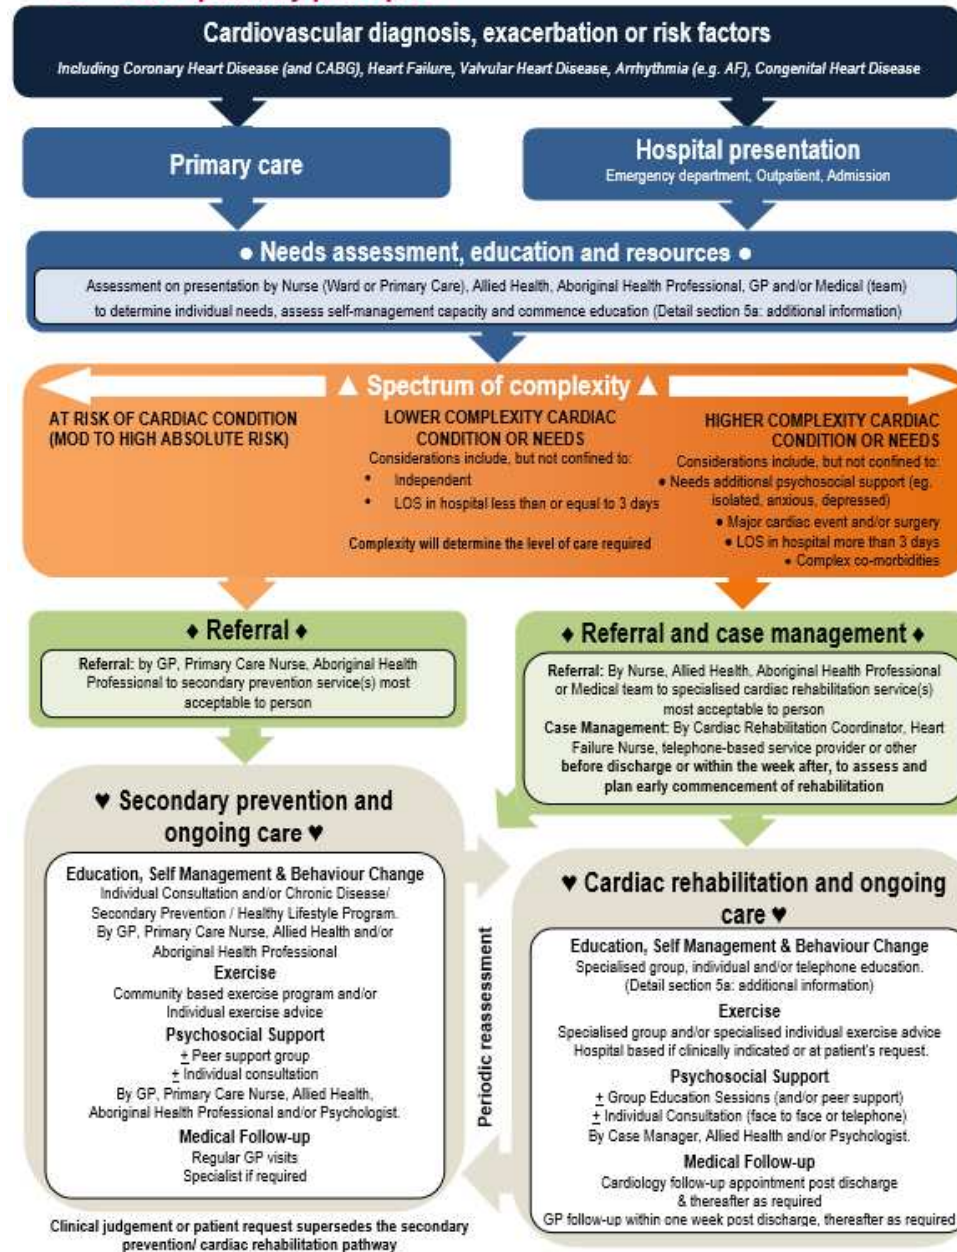 Cardiovascular diagnosis, exacerbation or risk factors
Including Coronary Heart Disease (and CABG), Heart Failure, Valvular Heart Disease, Arrhythmia (e.g. AF), Congenital Heart Disease
Primary care
Hospital presentation
Emergency department, Outpatient, Admission
● Needs assessment, education and resources ●
Assessment on presentation by Nurse (Ward or Primary Care), Allied Health, Aboriginal Health Professional, GP and/or Medical (team)
to determine individual needs, assess self-management capacity and commence education (Detail section 5a: additional information)
▲ Spectrum of complexity ▲
AT RISK OF CARDIAC CONDITION
(MOD TO HIGH ABSOLUTE RISK)
LOWER COMPLEXITY CARDIAC
CONDITION OR NEEDS
Considerations include, but not confined to:
• Independent
• LOS in hospital less than or equal to 3 days
Complexity will determine the level of care required
HIGHER COMPLEXITY CARDIAC
CONDITION OR NEEDS
Considerations include, but not confined to:
● Needs additional psychosocial support (eg.
isolated, anxious, depressed)
● Major cardiac event and/or surgery
● LOS in hospital more than 3 days
● Complex co-morbidities
♦ Referral ♦
Referral: by GP, Primary Care Nurse, Aboriginal Health
Professional to secondary prevention service(s) most
acceptable to person
♦ Referral and case management ♦
Referral: By Nurse, Allied Health, Aboriginal Health Professional
or Medical team to specialised cardiac rehabilitation service(s)
most acceptable to person
Case Management: By Cardiac Rehabilitation Coordinator, Heart
Failure Nurse, telephone-based service provider or other
before discharge or within the week after, to assess and
plan early commencement of rehabilitation
♥ Secondary prevention and
ongoing care ♥
Education, Self Management & Behaviour Change
Individual Consultation and/or Chronic Disease/
Secondary Prevention / Healthy Lifestyle Program.
By GP, Primary Care Nurse, Allied Health and/or
Aboriginal Health Professional
Exercise
Community based exercise program and/or
Individual exercise advice
Psychosocial Support
± Peer support group
± Individual consultation
By GP, Primary Care Nurse, Allied Health,
Aboriginal Health Professional and/or Psychologist.
Medical Follow-up
Regular GP visits
Specialist if required
Periodic reassessment
♥ Cardiac rehabilitation and ongoing
care ♥
Education, Self Management & Behaviour Change
Specialised group, individual and/or telephone education.
(Detail section 5a: additional information)
Exercise
Specialised group and/or specialised individual exercise advice
Hospital based if clinically indicated or at patient's request.
Psychosocial Support
± Group Education Sessions (and/or peer support)
± Individual Consultation (face to face or telephone)
By Case Manager, Allied Health and/or Psychologist.
Medical Follow-up
Cardiology follow-up appointment post discharge
& thereafter as required
GP follow-up within one week post discharge, thereafter as required
Clinical judgement or patient request supersedes the secondary
prevention/ cardiac rehabilitation pathway